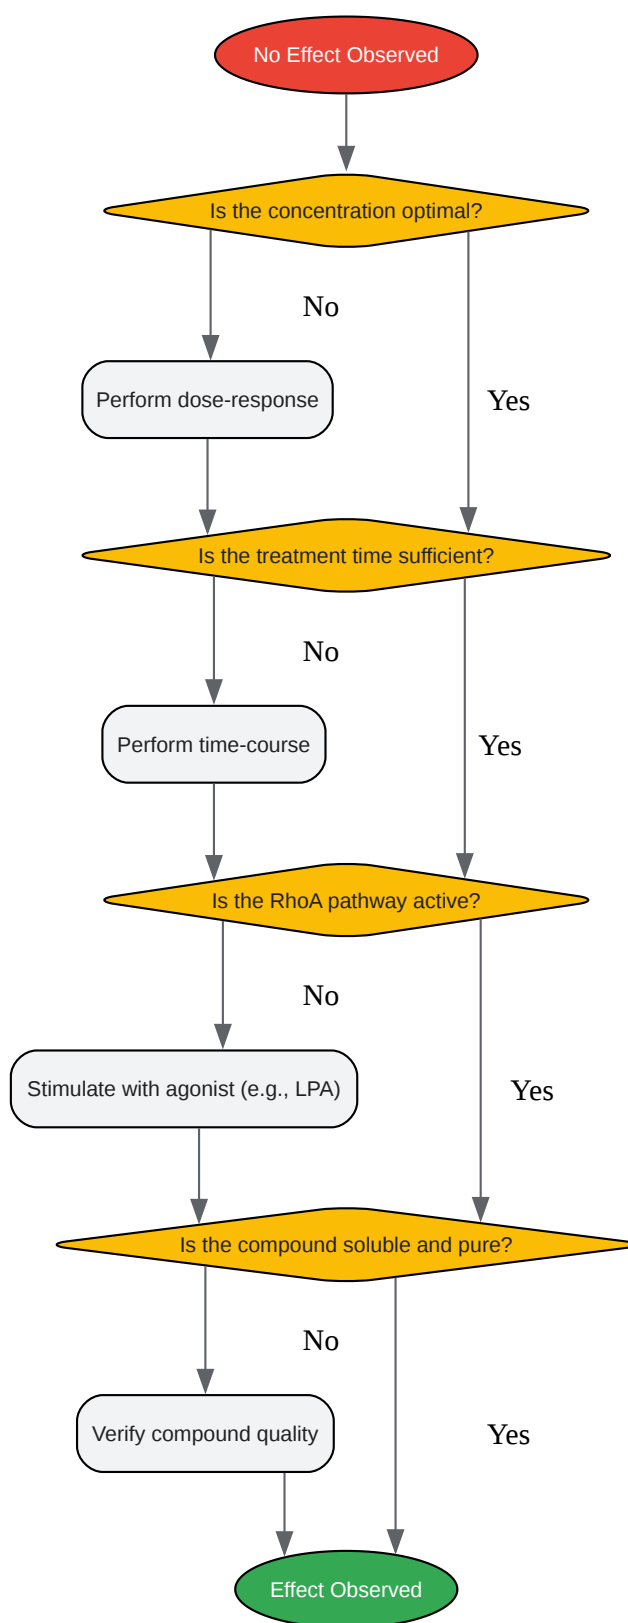 No Effect Observed
Is the concentration optimal?
No
Perform dose-response
Yes
Is the treatment time sufficient?
No
Perform time-course
Yes
Is the RhoA pathway active?
No
Stimulate with agonist (e.g., LPA)
Yes
Is the compound soluble and pure?
No
Verify compound quality
Yes
Effect Observed